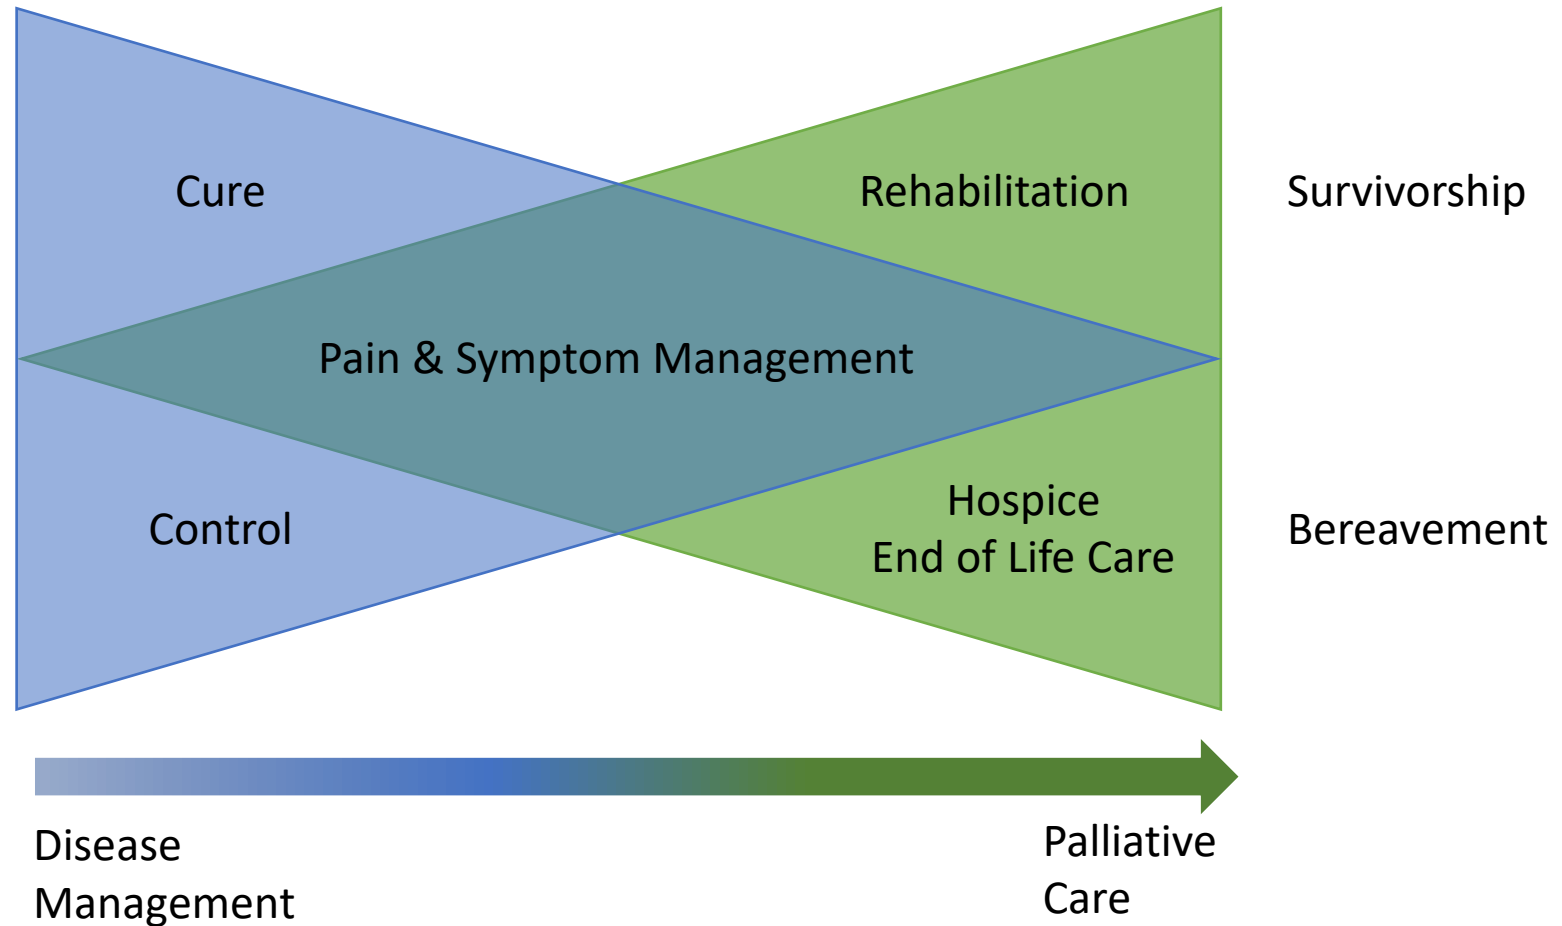 Cure
Rehabilitation
Survivorship
Pain & Symptom Management
Control
Hospice
End of Life Care
Bereavement
Disease
Management
Palliative
Care